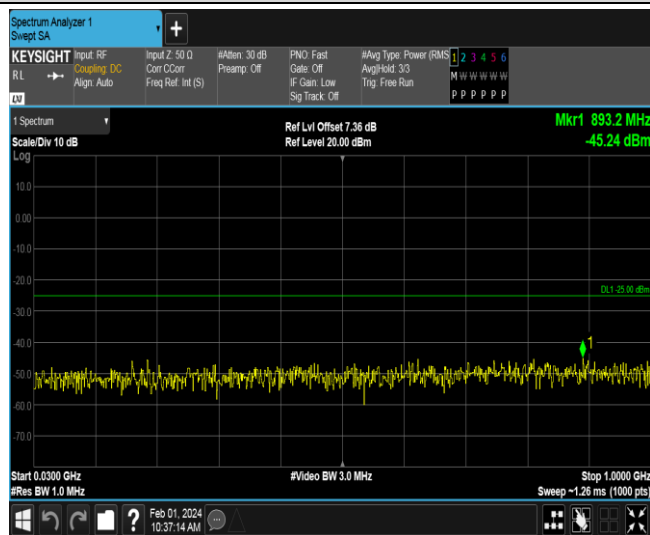 Spectrum Analyzer 1
Swept SA
+
KEYSIGHT
RL
LXI
Input: RF
Coupling: DC
Align: Auto
Input Z: 50 Ω
Corr CCorr
Freq Ref: Int (S)
#Atten: 30 dB
Preamp: Off
PNO: Fast
Gate: Off
IF Gain: Low
Sig Track: Off
#Avg Type: Power (RMS
Avg|Hold: 3/3
Trig: Free Run
1 2 3 4 5 6
M W W W W W
P P P P P P
1 Spectrum
Scale/Div 10 dB
Ref Lvl Offset 7.36 dB
Ref Level 20.00 dBm
Mkr1 893.2 MHz
-45.24 dBm
Log
10.0
0.00
-10.0
-20.0
DL1 -25.00 dBm
-30.0
-40.0
1
-50.0
-60.0
-70.0
Start 0.0300 GHz
#Res BW 1.0 MHz
#Video BW 3.0 MHz
Stop 1.0000 GHz
Sweep ~1.26 ms (1000 pts)
?
Feb 01, 2024
10:37:14 AM